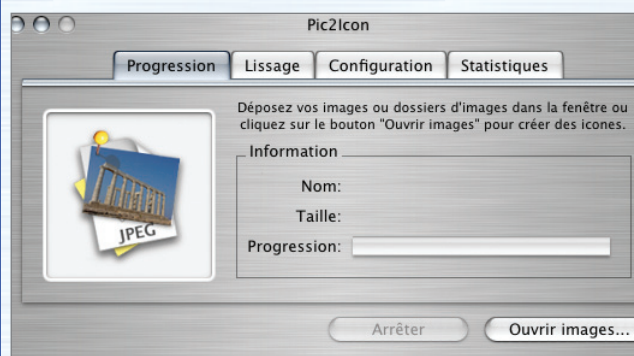 Pic2Icon
Progression Lissage Configuration Statistiques
Déposez vos images ou dossiers d'images dans la fenêtre ou
cliquez sur le bouton "Ouvrir images" pour créer des icones.
Information
Nom:
Taille:
Progression:
JPEG
Arrêter Ouvrir images...